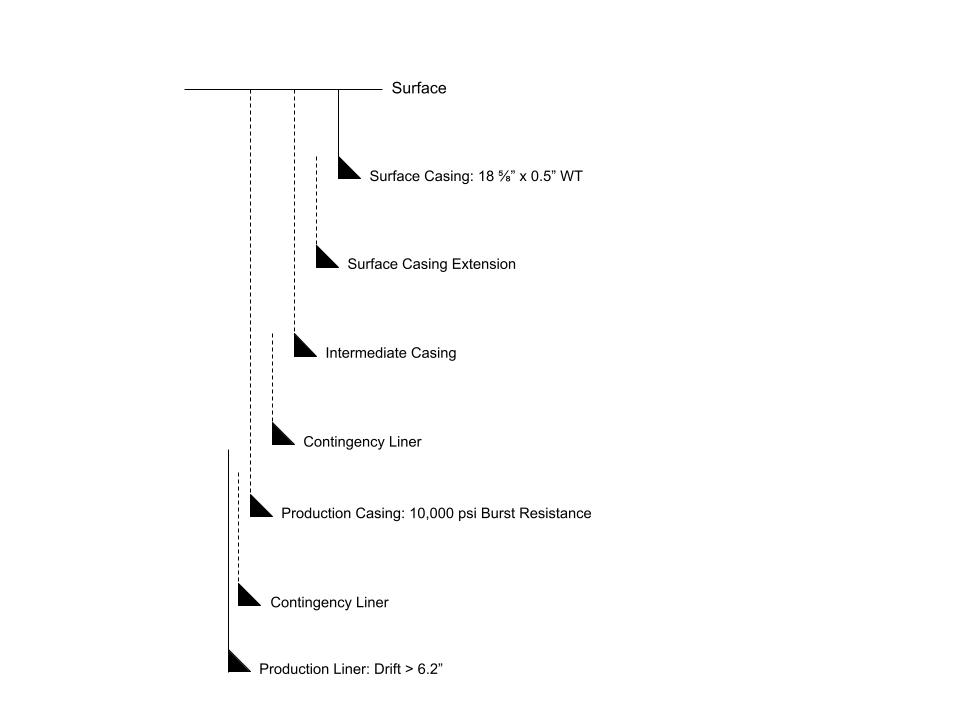 Surface
Surface Casing: 18 ⅝” x 0.5” WT
Surface Casing Extension
Intermediate Casing
Contingency Liner
Production Casing: 10,000 psi Burst Resistance
Contingency Liner
Production Liner: Drift > 6.2”